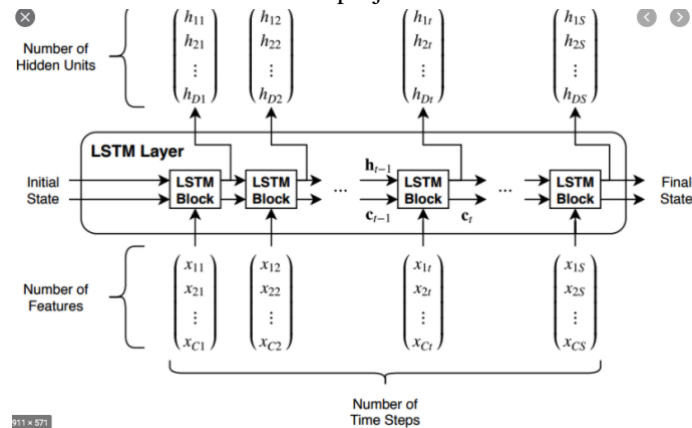 Number of
Hidden Units
h11
h21
⋮
hD1
h12
h22
⋮
hD2
h1t
h2t
⋮
hDt
h1S
h2S
⋮
hDS
LSTM Layer
Initial
State
LSTM
Block
LSTM
Block
...
ht−1
ct−1
LSTM
Block
ct
...
LSTM
Block
Final
State
Number of
Features
x11
x21
⋮
xC1
x12
x22
⋮
xC2
x1t
x2t
⋮
xCt
x1S
x2S
⋮
xCS
Number of
Time Steps
911 × 571